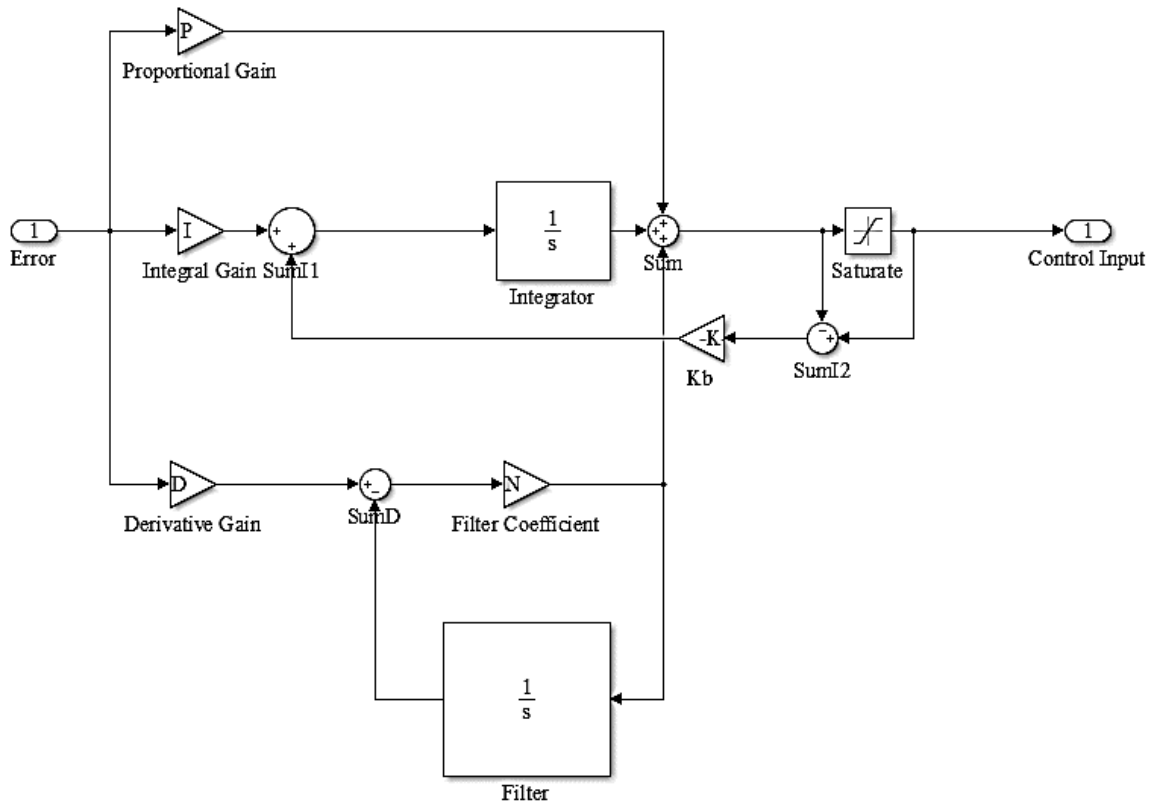 P
Proportional Gain
1
Error
I
Integral Gain
+
+
SumI1
1
s
Integrator
+
+
+
Sum
Saturate
1
Control Input
-K-
Kb
−
+
SumI2
D
Derivative Gain
+
−
SumD
N
Filter Coefficient
1
s
Filter